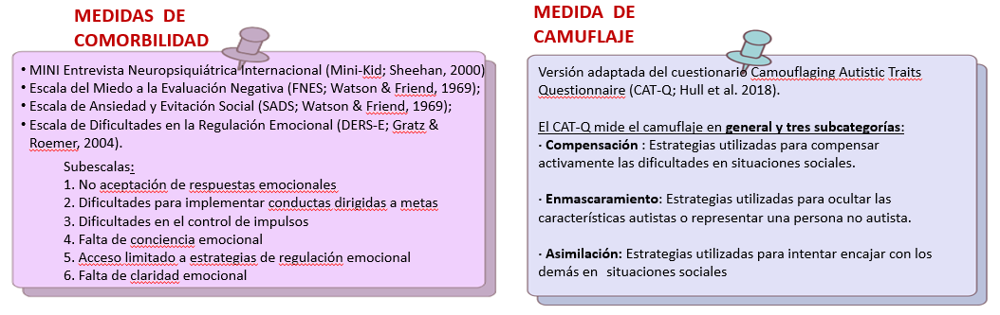 MEDIDAS DE
COMORBILIDAD
• MINI Entrevista Neuropsiquiátrica Internacional (Mini-Kid; Sheehan, 2000)
• Escala del Miedo a la Evaluación Negativa (FNES; Watson & Friend, 1969);
• Escala de Ansiedad y Evitación Social (SADS; Watson & Friend, 1969);
• Escala de Dificultades en la Regulación Emocional (DERS-E; Gratz &
Roemer, 2004).
Subescalas:
1. No aceptación de respuestas emocionales
2. Dificultades para implementar conductas dirigidas a metas
3. Dificultades en el control de impulsos
4. Falta de conciencia emocional
5. Acceso limitado a estrategias de regulación emocional
6. Falta de claridad emocional
MEDIDA DE
CAMUFLAJE
Versión adaptada del cuestionario Camouflaging Autistic Traits
Questionnaire (CAT-Q; Hull et al. 2018).
El CAT-Q mide el camuflaje en general y tres subcategorías:
· Compensación : Estrategias utilizadas para compensar
activamente las dificultades en situaciones sociales.
· Enmascaramiento: Estrategias utilizadas para ocultar las
características autistas o representar una persona no autista.
· Asimilación: Estrategias utilizadas para intentar encajar con los
demás en situaciones sociales